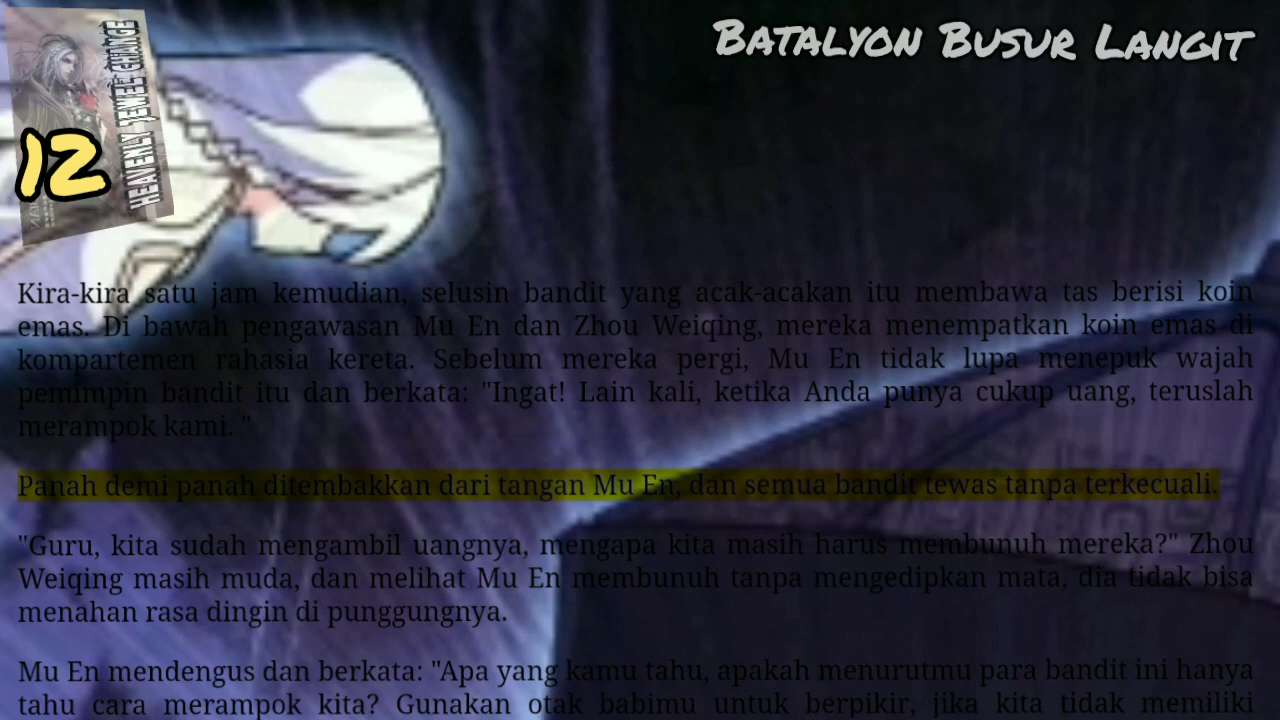 BATALYON BUSUR LANGIT
HEAVENLY JEWEL CHANGE
12
Kira-kira satu jam kemudian, selusin bandit yang acak-acakan itu membawa tas berisi koin
emas. Di bawah pengawasan Mu En dan Zhou Weiqing, mereka menempatkan koin emas di
kompartemen rahasia kereta. Sebelum mereka pergi, Mu En tidak lupa menepuk wajah
pemimpin bandit itu dan berkata: "Ingat! Lain kali, ketika Anda punya cukup uang, teruslah
merampok kami. "
Panah demi panah ditembakkan dari tangan Mu En, dan semua bandit tewas tanpa terkecuali.
"Guru, kita sudah mengambil uangnya, mengapa kita masih harus membunuh mereka?" Zhou
Weiqing masih muda, dan melihat Mu En membunuh tanpa mengedipkan mata, dia tidak bisa
menahan rasa dingin di punggungnya.
Mu En mendengus dan berkata: "Apa yang kamu tahu, apakah menurutmu para bandit ini hanya
tahu cara merampok kita? Gunakan otak babimu untuk berpikir, jika kita tidak memiliki